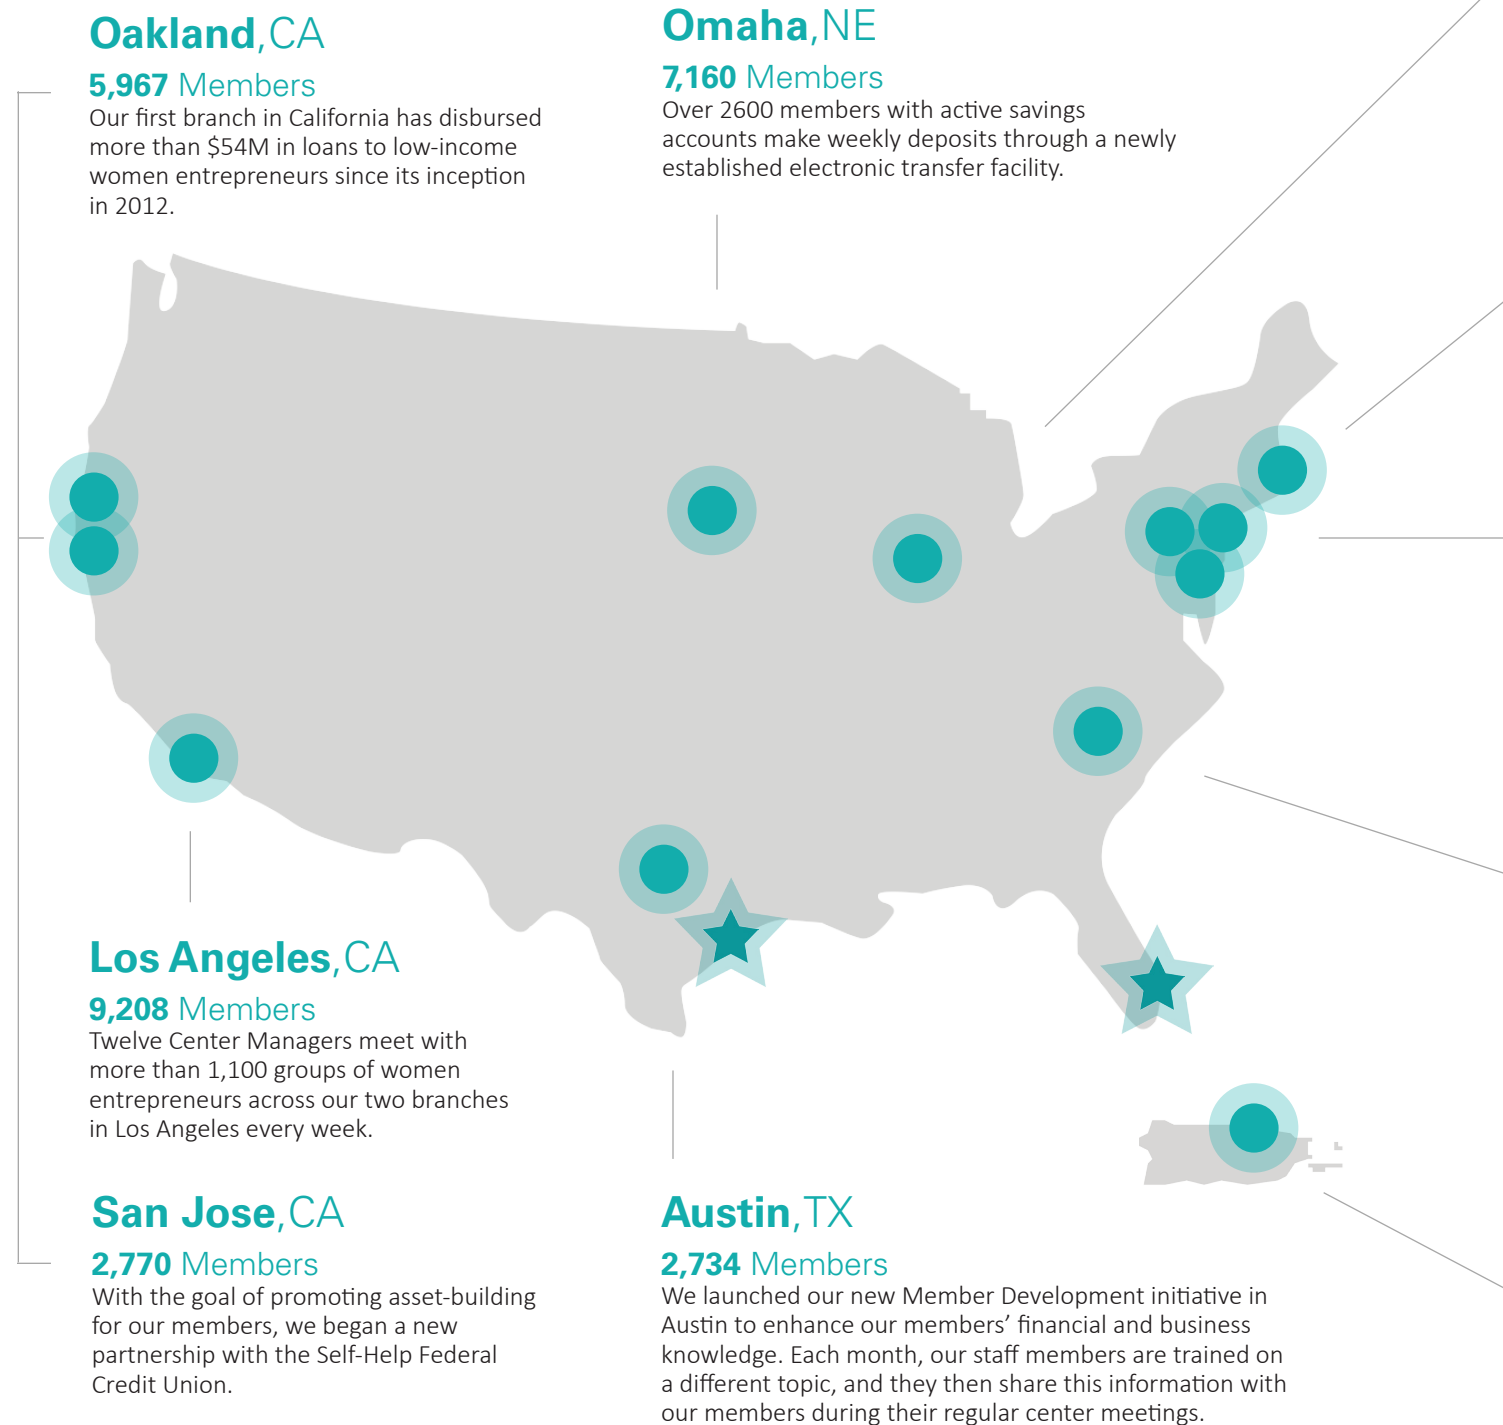 Oakland, CA
5,967 Members
Our first branch in California has disbursed
more than $54M in loans to low-income
women entrepreneurs since its inception
in 2012.
Omaha, NE
7,160 Members
Over 2600 members with active savings
accounts make weekly deposits through a newly
established electronic transfer facility.
Los Angeles, CA
9,208 Members
Twelve Center Managers meet with
more than 1,100 groups of women
entrepreneurs across our two branches
in Los Angeles every week.
San Jose, CA
2,770 Members
With the goal of promoting asset-building
for our members, we began a new
partnership with the Self-Help Federal
Credit Union.
Austin, TX
2,734 Members
We launched our new Member Development initiative in
Austin to enhance our members’ financial and business
knowledge. Each month, our staff members are trained on
a different topic, and they then share this information with
our members during their regular center meetings.